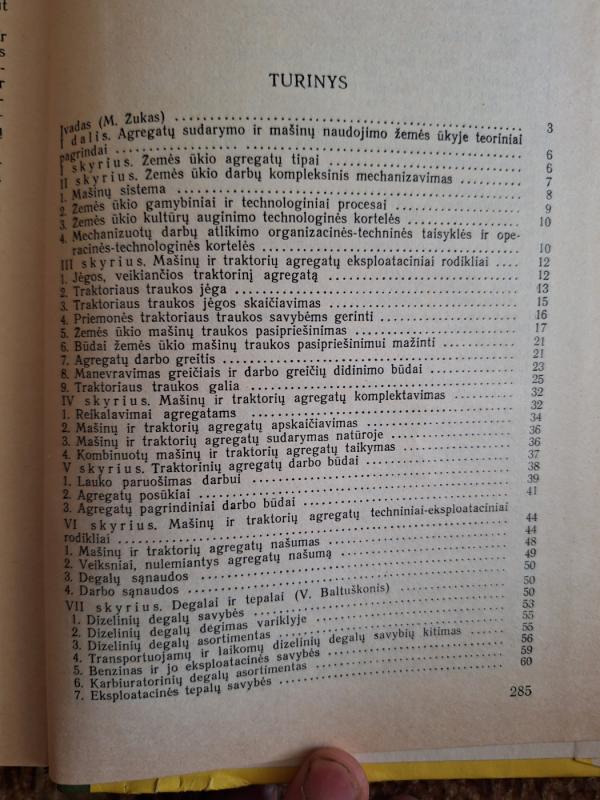 TURINYS
Įvadas (M. Žukas) . . . . 3
I dalis. Agregatų sudarymo ir mašinų naudojimo žemės ūkyje teoriniai
pagrindai . . . . 6
I skyrius. Žemės ūkio agregatų tipai . . . . 6
II skyrius. Žemės ūkio darbų kompleksinis mechanizavimas . . . . 7
1. Mašinų sistema . . . . 8
2. Žemės ūkio gamybiniai ir technologiniai procesai . . . . 9
3. Žemės ūkio kultūrų auginimo technologinės kortelės . . . . 10
4. Mechanizuotų darbų atlikimo organizacinės-techninės taisyklės ir ope-
racinės-technologinės kortelės . . . . 10
III skyrius. Mašinų ir traktorių agregatų eksploataciniai rodikliai . . . . 12
1. Jėgos, veikiančios traktorinį agregatą . . . . 12
2. Traktoriaus traukos jėga . . . . 13
3. Traktoriaus traukos jėgos skaičiavimas . . . . 15
4. Priemonės traktoriaus traukos savybėms gerinti . . . . 16
5. Žemės ūkio mašinų traukos pasipriešinimas . . . . 17
6. Būdai žemės ūkio mašinų traukos pasipriešinimui mažinti . . . . 21
7. Agregatų darbo greitis . . . . 21
8. Manevravimas greičiais ir darbo greičių didinimo būdai . . . . 23
9. Traktoriaus traukos galia . . . . 25
IV skyrius. Mašinų ir traktorių agregatų komplektavimas . . . . 32
1. Reikalavimai agregatams . . . . 32
2. Mašinų ir traktorių agregatų apskaičiavimas . . . . 34
3. Mašinų ir traktorių agregatų sudarymas natūroje . . . . 36
4. Kombinuotų mašinų ir traktorių agregatų taikymas . . . . 36
V skyrius. Traktorinių agregatų darbo būdai . . . . 37
1. Lauko paruošimas darbui . . . . 38
2. Agregatų posūkiai . . . . 39
3. Agregatų pagrindiniai darbo būdai . . . . 41
VI skyrius. Mašinų ir traktorių agregatų techniniai-eksploataciniai
rodikliai . . . . 44
1. Mašinų ir traktorių agregatų našumas . . . . 44
2. Veiksniai, nulemiantys agregatų našumą . . . . 48
3. Degalų sąnaudos . . . . 49
4. Darbo sąnaudos . . . . 50
VII skyrius. Degalai ir tepalai (V. Baltuškonis) . . . . 50
1. Dizelinių degalų savybės . . . . 50
2. Dizelinių degalų degimas variklyje . . . . 53
3. Dizelinių degalų asortimentas . . . . 55
4. Transportuojamų ir laikomų dizelinių degalų savybių kitimas . . . . 55
5. Benzinas ir jo eksploatacinės savybės . . . . 56
6. Karbiuratorinių degalų asortimentas . . . . 59
7. Eksploatacinės tepalų savybės . . . . 60
285